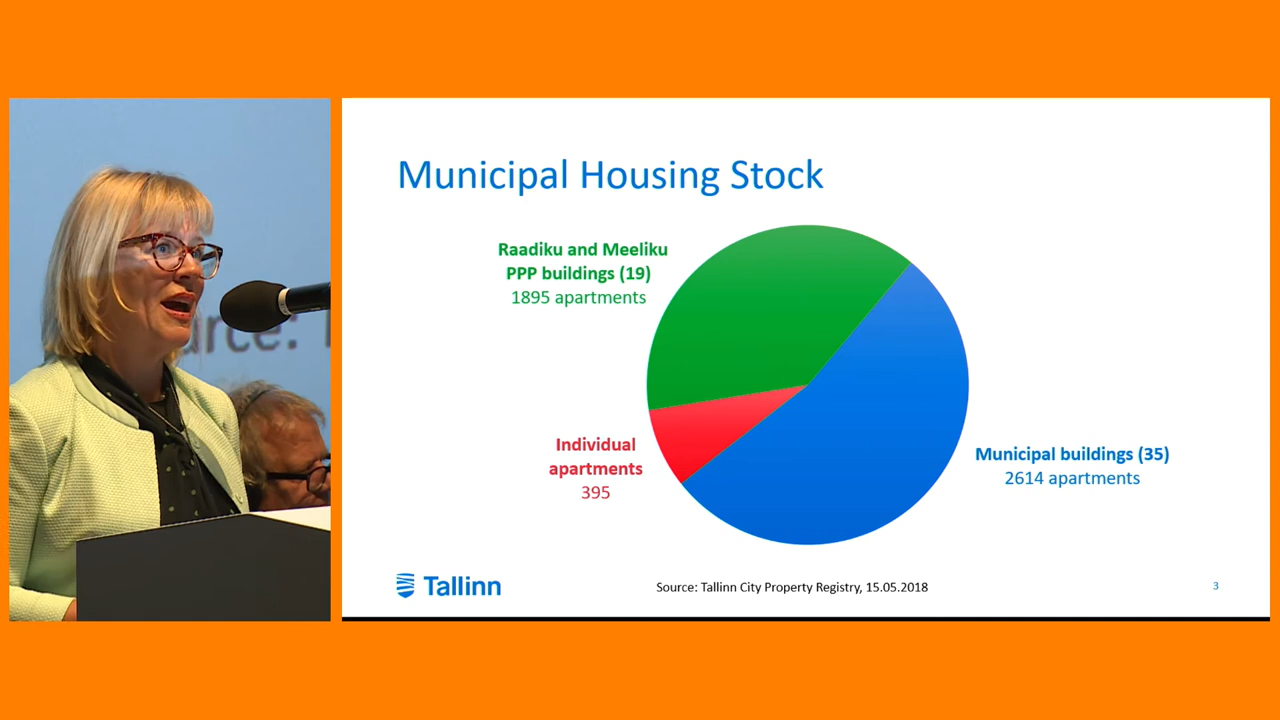 Municipal Housing Stock
Raadiku and Meeliku
PPP buildings (19)
1895 apartments
Individual
apartments
395
Municipal buildings (35)
2614 apartments
Tallinn
Source: Tallinn City Property Registry, 15.05.2018
3